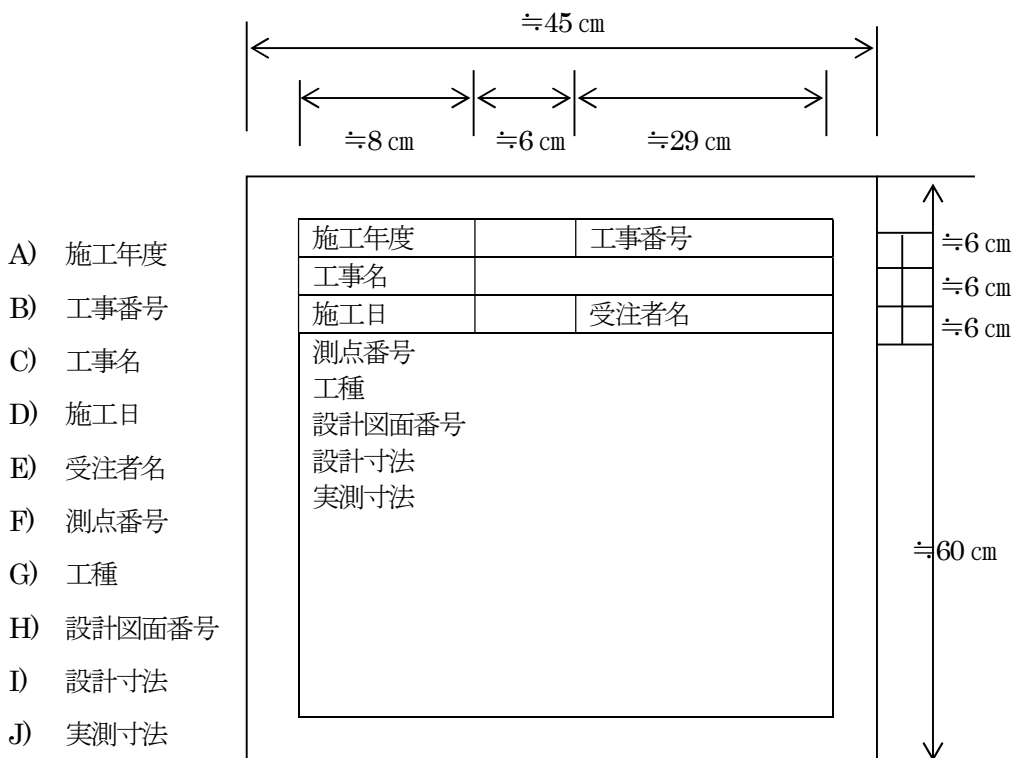 ≒45 ㎝
≒8 ㎝ ≒6 ㎝ ≒29 ㎝
A) 施工年度
B) 工事番号
C) 工事名
D) 施工日
E) 受注者名
F) 測点番号
G) 工種
H) 設計図面番号
I) 設計寸法
J) 実測寸法
施工年度 工事番号
工事名
施工日 受注者名
測点番号
工種
設計図面番号
設計寸法
実測寸法
≒6 ㎝
≒6 ㎝
≒6 ㎝
≒60 ㎝